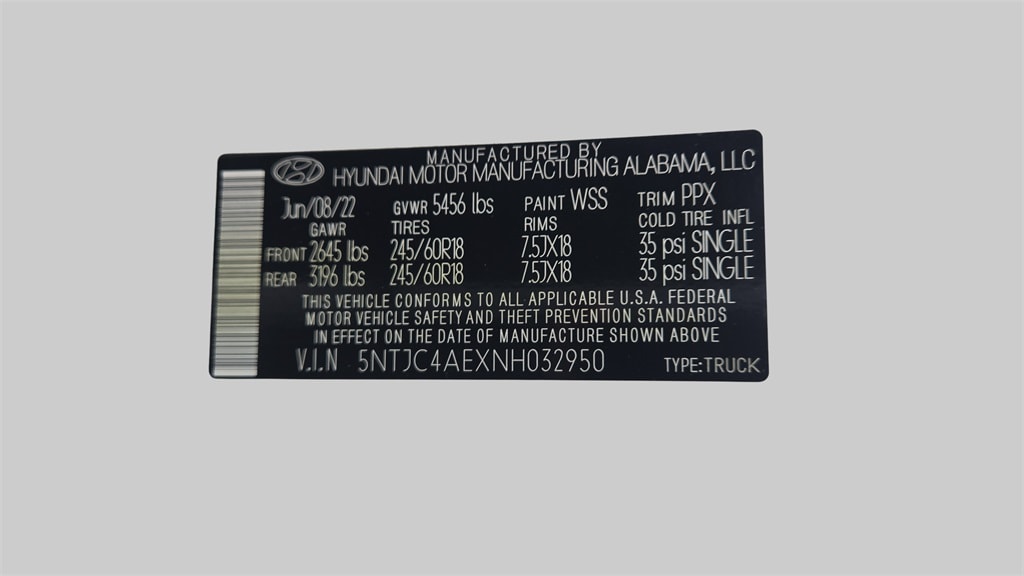 MANUFACTURED BY
HYUNDAI MOTOR MANUFACTURING ALABAMA, LLC
Jun/08/22 GVWR 5456 lbs PAINT WSS TRIM PPX
GAWR TIRES RIMS COLD TIRE INFL
FRONT 2645 lbs 245/60R18 7.5JX18 35 psi SINGLE
REAR 3196 lbs 245/60R18 7.5JX18 35 psi SINGLE
THIS VEHICLE CONFORMS TO ALL APPLICABLE U.S.A. FEDERAL
MOTOR VEHICLE SAFETY AND THEFT PREVENTION STANDARDS
IN EFFECT ON THE DATE OF MANUFACTURE SHOWN ABOVE
V.I.N 5NTJC4AEXNH032950 TYPE:TRUCK